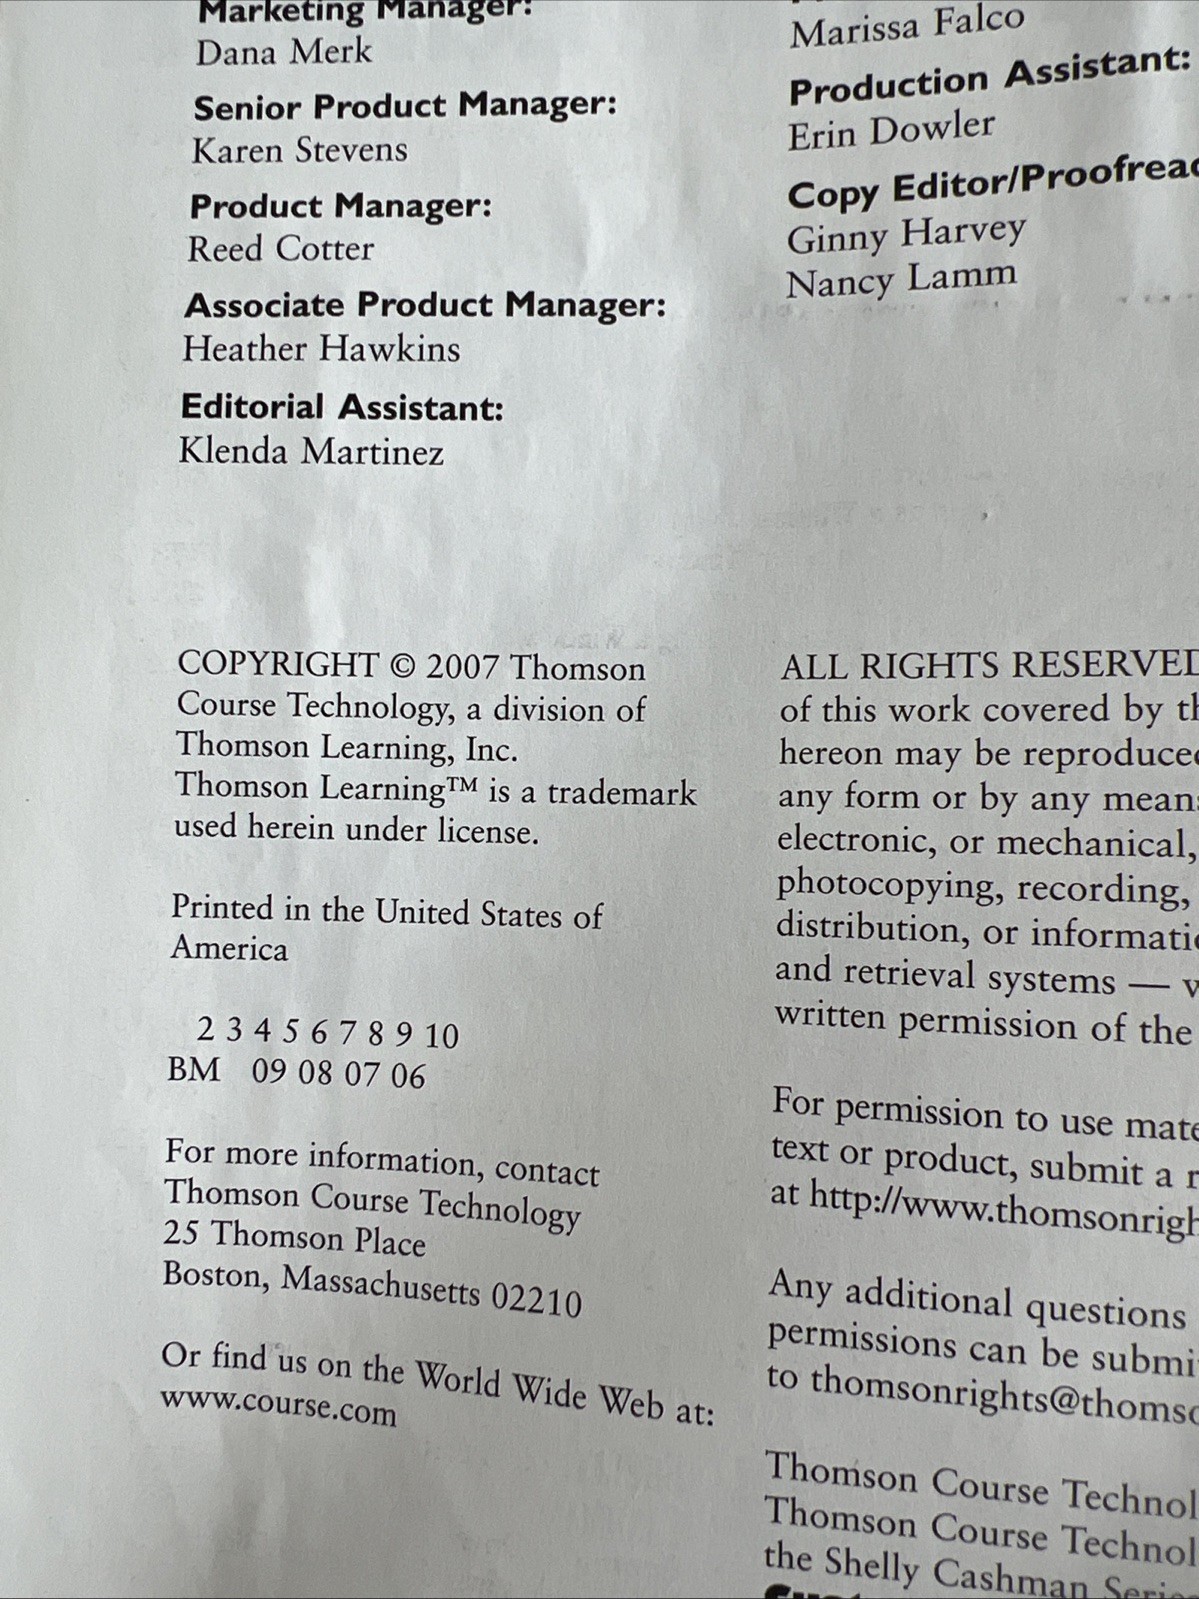 Marketing Manager:
Dana Merk
Senior Product Manager:
Karen Stevens
Product Manager:
Reed Cotter
Associate Product Manager:
Heather Hawkins
Editorial Assistant:
Klenda Martinez
Marissa Falco
Production Assistant:
Erin Dowler
Copy
Ginny Harvey
Nancy Lamm
COPYRIGHT © 2007 Thomson
Course Technology, a division of
Thomson Learning, Inc.
Thomson Learning™ is a trademark
used herein under license.
Printed in the United States of
America
2 3 4 5 6 7 8 9 10
BM 09 08 07 06
For more information, contact
Thomson Course Technology
25 Thomson Place
Boston, Massachusetts 02210
Or find us on the World Wide Web at:
www.course.com
ALL RIGHTS
of this work covered by
hereon may be
any form or by any
electronic, or mechanical,
photocopying, recording,
distribution, or
and retrieval systems —
written permission of the
For permission to use
text or product, submit a
at
Any additional questions
permissions can be
to
Thomson Course
Thomson Course
the Shelly Cashman